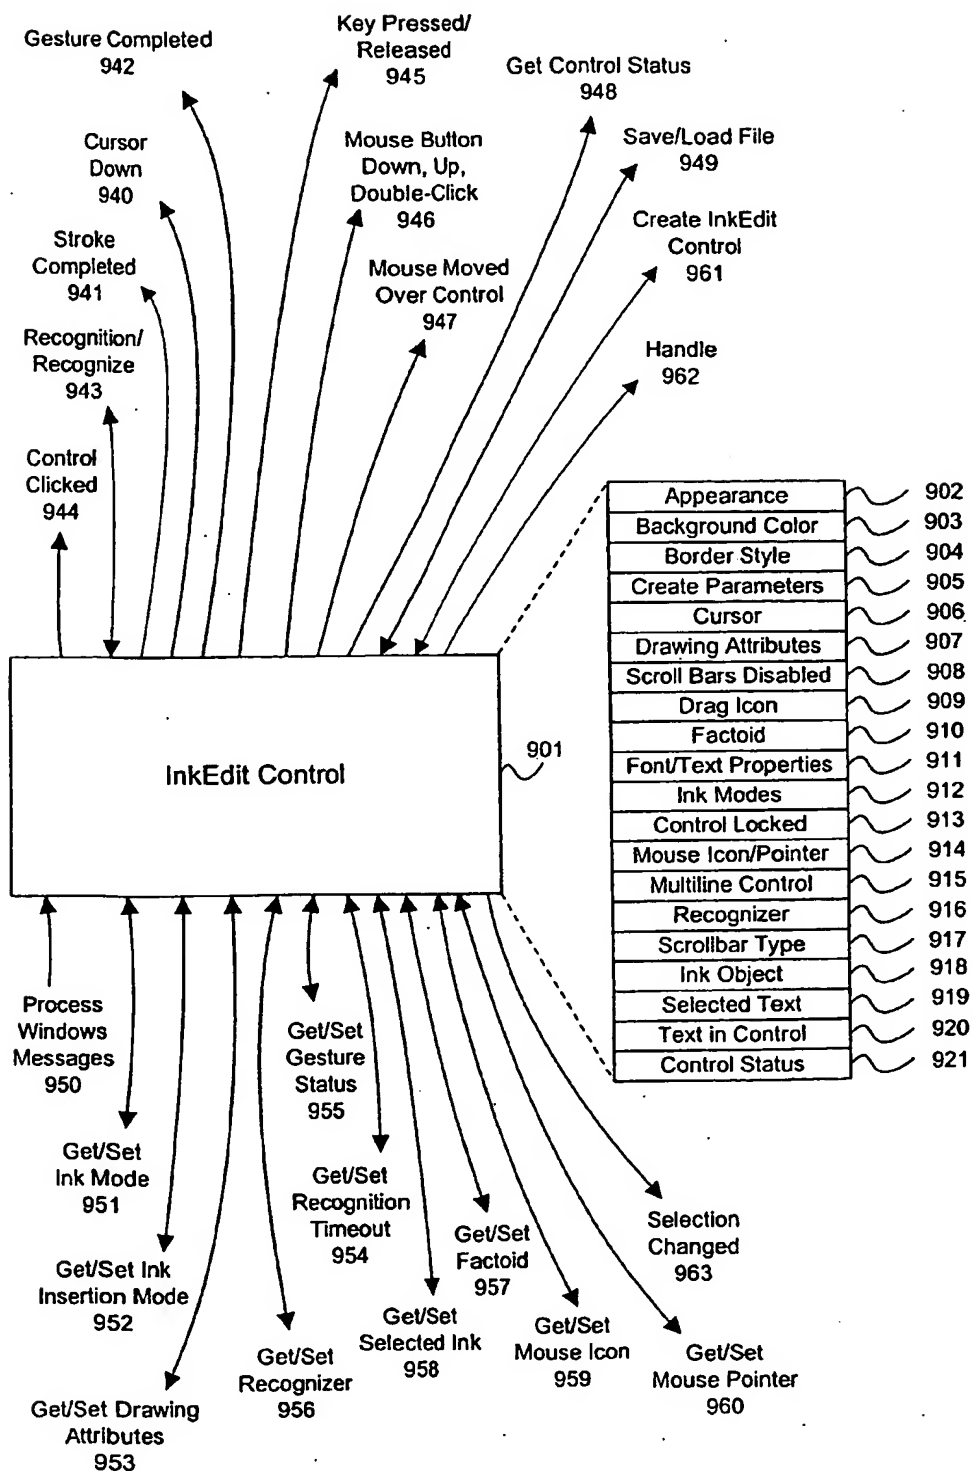 Gesture Completed
942
Key Pressed/
Released
945
Get Control Status
948
Cursor
Down
940
Mouse Button
Down, Up,
Double-Click
946
Save/Load File
949
Stroke
Completed
941
Mouse Moved
Over Control
947
Create InkEdit
Control
961
Recognition/
Recognize
943
Handle
962
Control
Clicked
944
Appearance 902
Background Color 903
Border Style 904
Create Parameters 905
Cursor 906
Drawing Attributes 907
Scroll Bars Disabled 908
Drag Icon 909
Factoid 910
Font/Text Properties 911
Ink Modes 912
Control Locked 913
Mouse Icon/Pointer 914
Multiline Control 915
Recognizer 916
Scrollbar Type 917
Ink Object 918
Selected Text 919
Text in Control 920
Control Status 921
InkEdit Control
901
Process
Windows
Messages
950
Get/Set
Gesture
Status
955
Get/Set
Ink Mode
951
Get/Set
Recognition
Timeout
954
Get/Set
Factoid
957
Selection
Changed
963
Get/Set Ink
Insertion Mode
952
Get/Set
Selected Ink
958
Get/Set
Mouse Icon
959
Get/Set
Mouse Pointer
960
Get/Set
Recognizer
956
Get/Set Drawing
Attributes
953